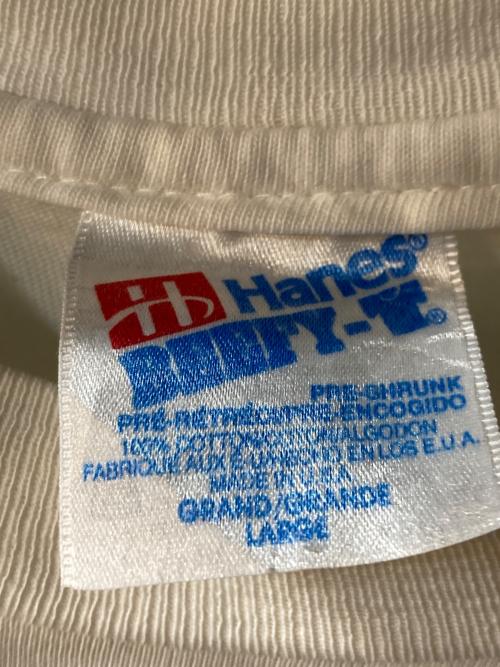 Hanes®
BEEFY-T®
PRE-SHRUNK
PRÉ-RÉTRÉCI/PRE-ENCOGIDO
100% COTTON/COTON/ALGODON
FABRIQUÉ AUX É.U./HECHO EN LOS E.U.A.
MADE IN U.S.A.
GRAND/GRANDE
LARGE